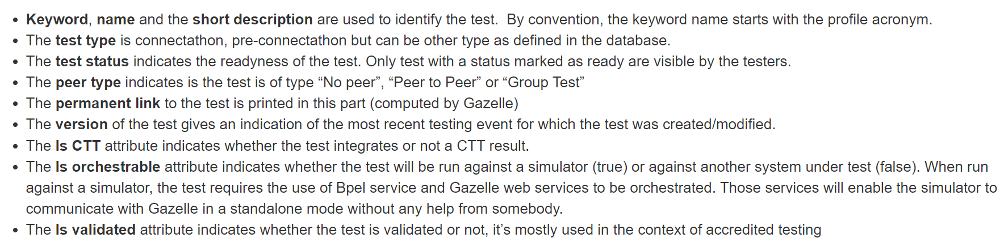 • Keyword, name and the short description are used to identify the test.  By convention, the keyword name starts with the profile acronym.
• The test type is connectathon, pre-connectathon but can be other type as defined in the database.
• The test status indicates the readyness of the test. Only test with a status marked as ready are visible by the testers.
• The peer type indicates is the test is of type “No peer”, “Peer to Peer” or “Group Test”
• The permanent link to the test is printed in this part (computed by Gazelle)
• The version of the test gives an indication of the most recent testing event for which the test was created/modified.
• The Is CTT attribute indicates whether the test integrates or not a CTT result.
• The Is orchestrable attribute indicates whether the test will be run against a simulator (true) or against another system under test (false). When run
against a simulator, the test requires the use of Bpel service and Gazelle web services to be orchestrated. Those services will enable the simulator to
communicate with Gazelle in a standalone mode without any help from somebody.
• The Is validated attribute indicates whether the test is validated or not, it’s mostly used in the context of accredited testing